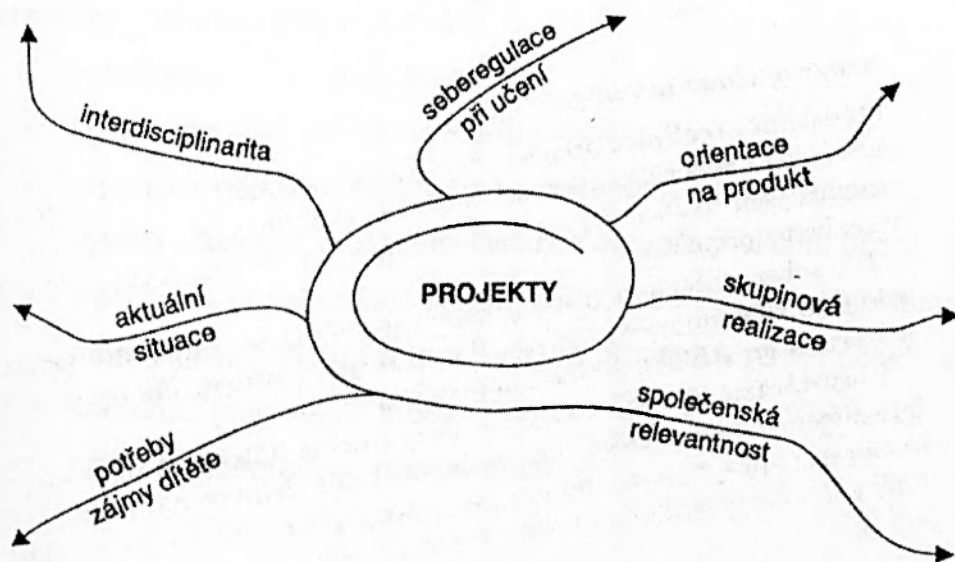 seberegulace
při učení
interdisciplinarita
orientace
na produkt
PROJEKTY
aktuální
situace
skupinová
realizace
společenská
relevantnost
potřeby
zájmy dítěte